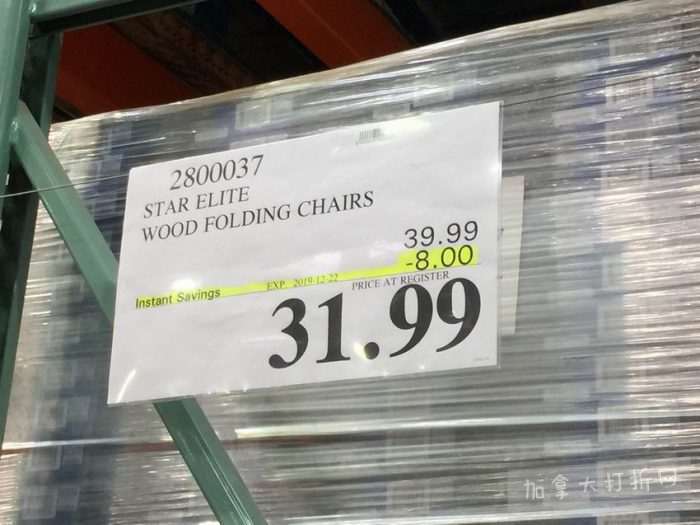 2800037
STAR ELITE
WOOD FOLDING CHAIRS
39.99
-8.00
Instant Savings EXP. 2019-12-22 PRICE AT REGISTER
31.99
加拿大打折网